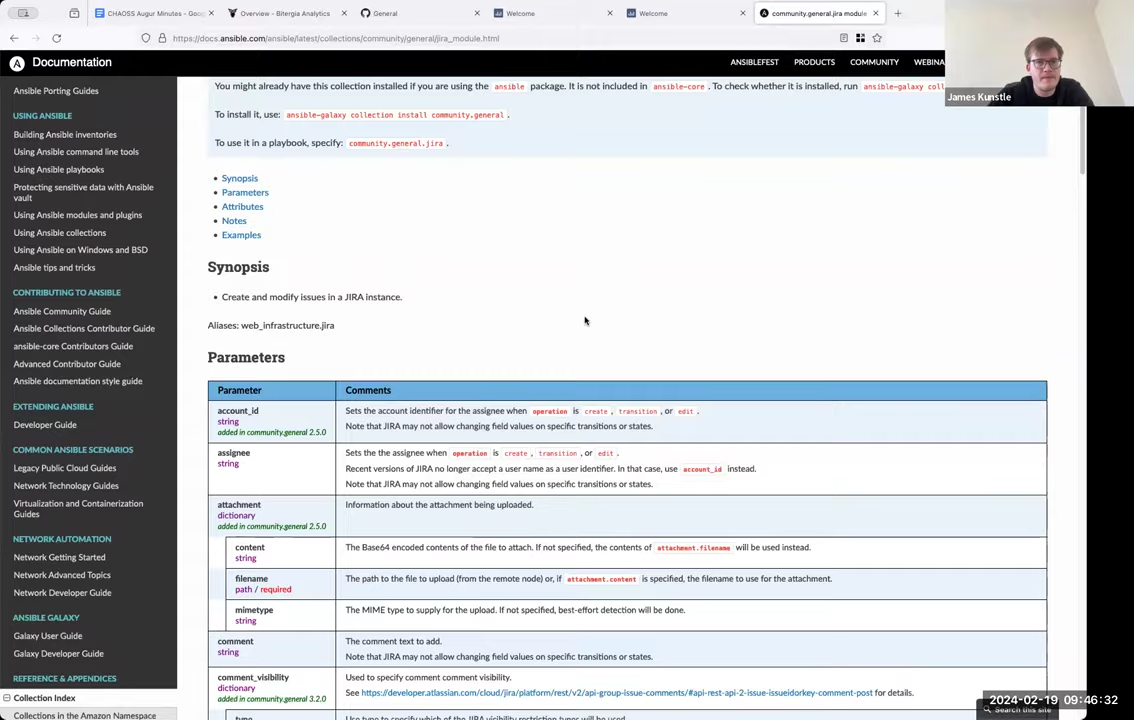 CHAOSS Augur Minutes - Goog
Overview - Bitergia Analytics
General
Welcome
Welcome
community.general.jira module
https://docs.ansible.com/ansible/latest/collections/community/general/jira_module.html
Documentation
ANSIBLEFEST
PRODUCTS
COMMUNITY
WEBINA
James Kunstle
Ansible Porting Guides
USING ANSIBLE
Building Ansible inventories
Using Ansible command line tools
Using Ansible playbooks
Protecting sensitive data with Ansible
vault
Using Ansible modules and plugins
Using Ansible collections
Using Ansible on Windows and BSD
Ansible tips and tricks
CONTRIBUTING TO ANSIBLE
Ansible Community Guide
Ansible Collections Contributor Guide
ansible-core Contributors Guide
Advanced Contributor Guide
Ansible documentation style guide
EXTENDING ANSIBLE
Developer Guide
COMMON ANSIBLE SCENARIOS
Legacy Public Cloud Guides
Network Technology Guides
Virtualization and Containerization
Guides
NETWORK AUTOMATION
Network Getting Started
Network Advanced Topics
Network Developer Guide
ANSIBLE GALAXY
Galaxy User Guide
Galaxy Developer Guide
REFERENCE & APPENDICES
Collection Index
Collections in the Amazon Namespace
You might already have this collection installed if you are using the ansible package. It is not included in ansible-core. To check whether it is installed, run ansible-galaxy coll
To install it, use: ansible-galaxy collection install community.general.
To use it in a playbook, specify: community.general.jira.
• Synopsis
• Parameters
• Attributes
• Notes
• Examples
Synopsis
• Create and modify issues in a JIRA instance.
Aliases: web_infrastructure.jira
Parameters
Parameter Comments
account_id
string
added in community.general 2.5.0
Sets the account identifier for the assignee when operation is create, transition, or edit.
Note that JIRA may not allow changing field values on specific transitions or states.
assignee
string
Sets the the assignee when operation is create, transition, or edit.
Recent versions of JIRA no longer accept a user name as a user identifier. In that case, use account_id instead.
Note that JIRA may not allow changing field values on specific transitions or states.
attachment
dictionary
added in community.general 2.5.0
Information about the attachment being uploaded.
content
string
The Base64 encoded contents of the file to attach. If not specified, the contents of attachment.filename will be used instead.
filename
path / required
The path to the file to upload (from the remote node) or, if attachment.content is specified, the filename to use for the attachment.
mimetype
string
The MIME type to supply for the upload. If not specified, best-effort detection will be done.
comment
string
The comment text to add.
Note that JIRA may not allow changing field values on specific transitions or states.
comment_visibility
dictionary
added in community.general 3.2.0
Used to specify comment comment visibility.
See https://developer.atlassian.com/cloud/jira/platform/rest/v2/api-group-issue-comments/#api-rest-api-2-issue-issueidorkey-comment-post for details.
type
Use type to specify which of the JIRA visibility restriction types will be used.
2024-02-19 09:46:32
Search this site